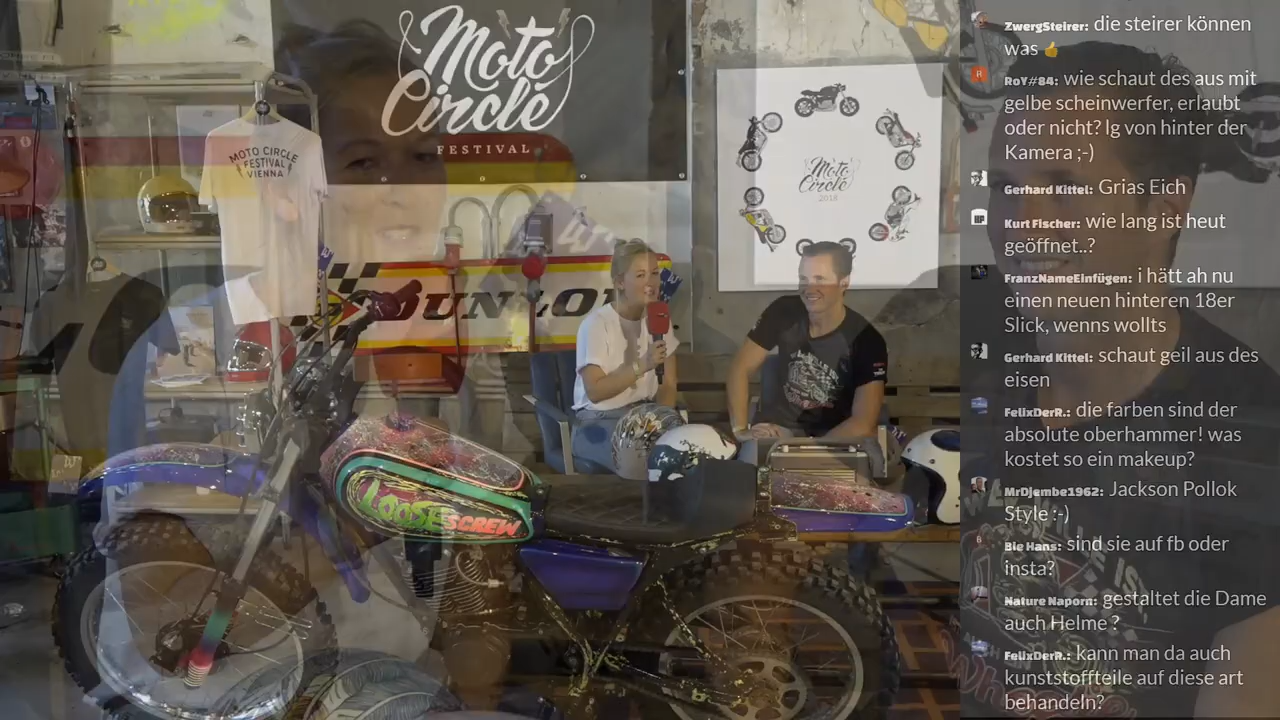 Moto
Circle
FESTIVAL
MOTO CIRCLE
FESTIVAL
VIENNA
Moto
Circle
2018
DUNLOP
LOOSE SCREW
ZwergSteirer: die steirer können
was 👍
RoY#84: wie schaut des aus mit
gelbe scheinwerfer, erlaubt
oder nicht? lg von hinter der
Kamera ;-)
Gerhard Kittel: Grias Eich
Kurt Fischer: wie lang ist heut
geöffnet..?
FranzNameEinfügen: i hätt ah nu
einen neuen hinteren 18er
Slick, wenns wollts
Gerhard Kittel: schaut geil aus des
eisen
FelixDerR.: die farben sind der
absolute oberhammer! was
kostet so ein makeup?
MrDjembe1962: Jackson Pollok
Style :-)
Bie Hans: sind sie auf fb oder
insta?
Nature Naporn: gestaltet die Dame
auch Helme ?
FelixDerR.: kann man da auch
kunststoffteile auf diese art
behandeln?